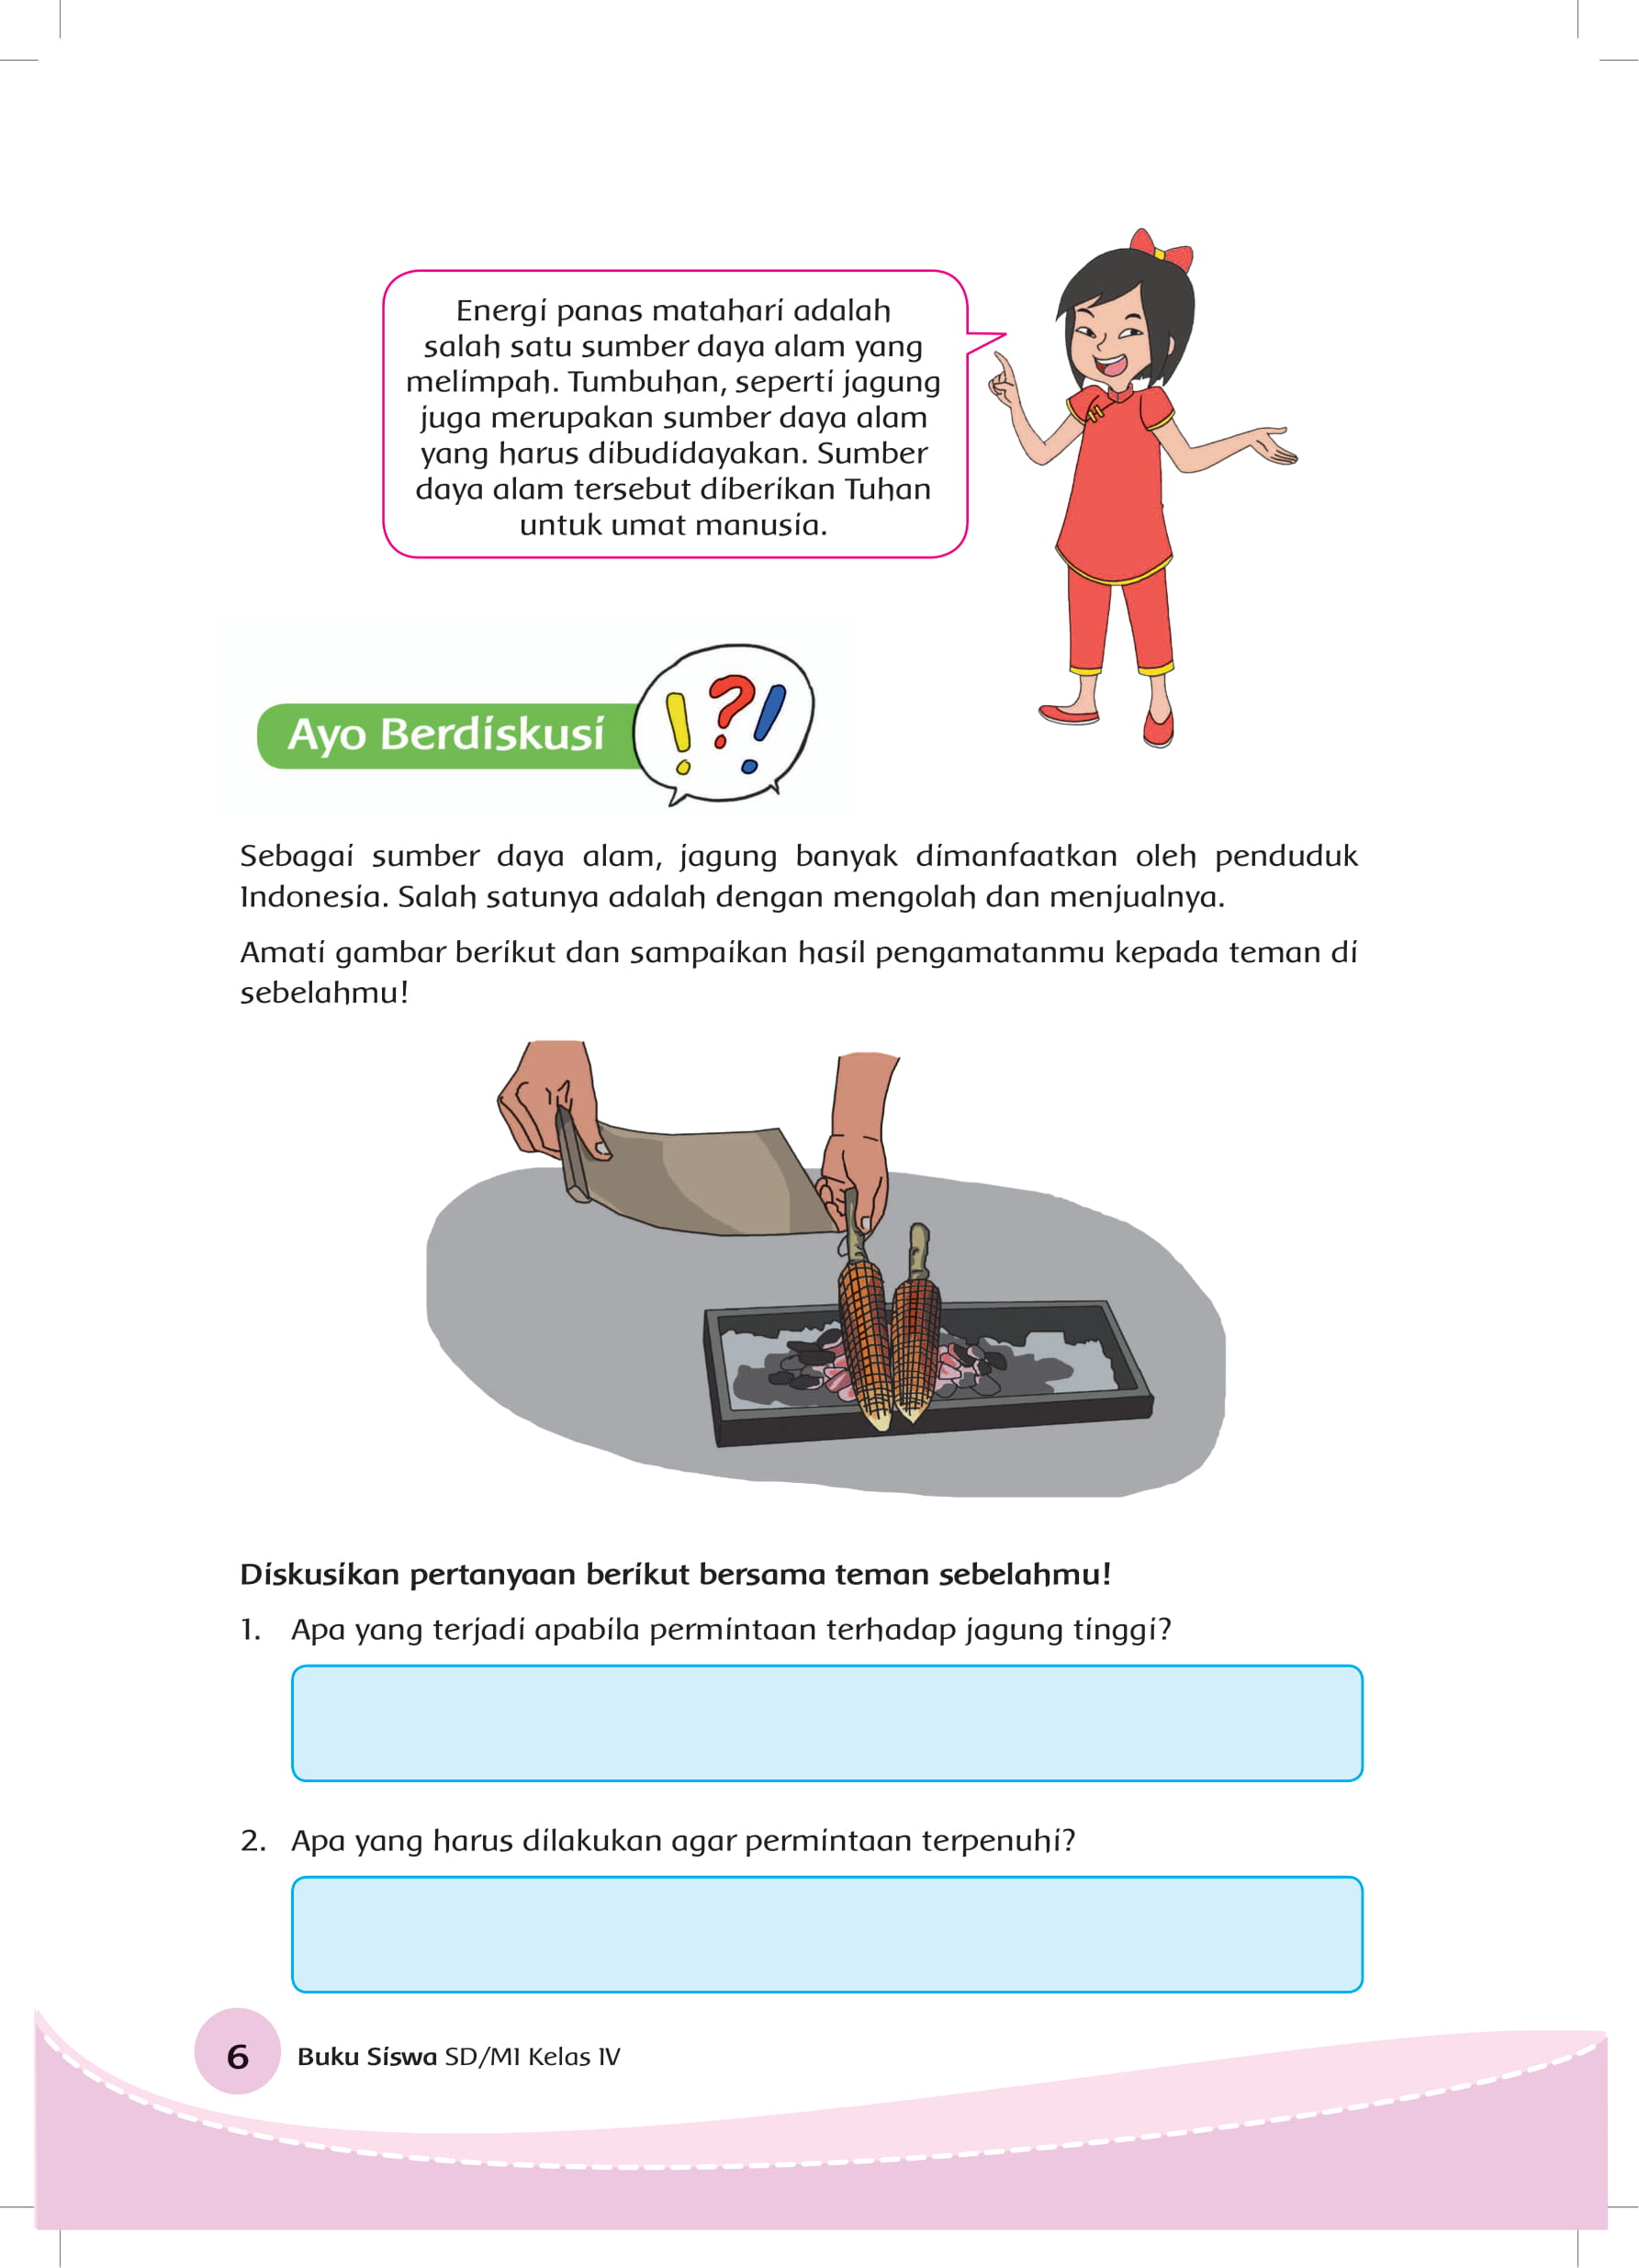 Energi panas matahari adalah
salah satu sumber daya alam yang
melimpah. Tumbuhan, seperti jagung
juga merupakan sumber daya alam
yang harus dibudidayakan. Sumber
daya alam tersebut diberikan Tuhan
untuk umat manusia.
Ayo Berdiskusi
!?!
Sebagai sumber daya alam, jagung banyak dimanfaatkan oleh penduduk
Indonesia. Salah satunya adalah dengan mengolah dan menjualnya.
Amati gambar berikut dan sampaikan hasil pengamatanmu kepada teman di
sebelahmu!
Diskusikan pertanyaan berikut bersama teman sebelahmu!
1. Apa yang terjadi apabila permintaan terhadap jagung tinggi?
2. Apa yang harus dilakukan agar permintaan terpenuhi?
6 Buku Siswa SD/MI Kelas IV